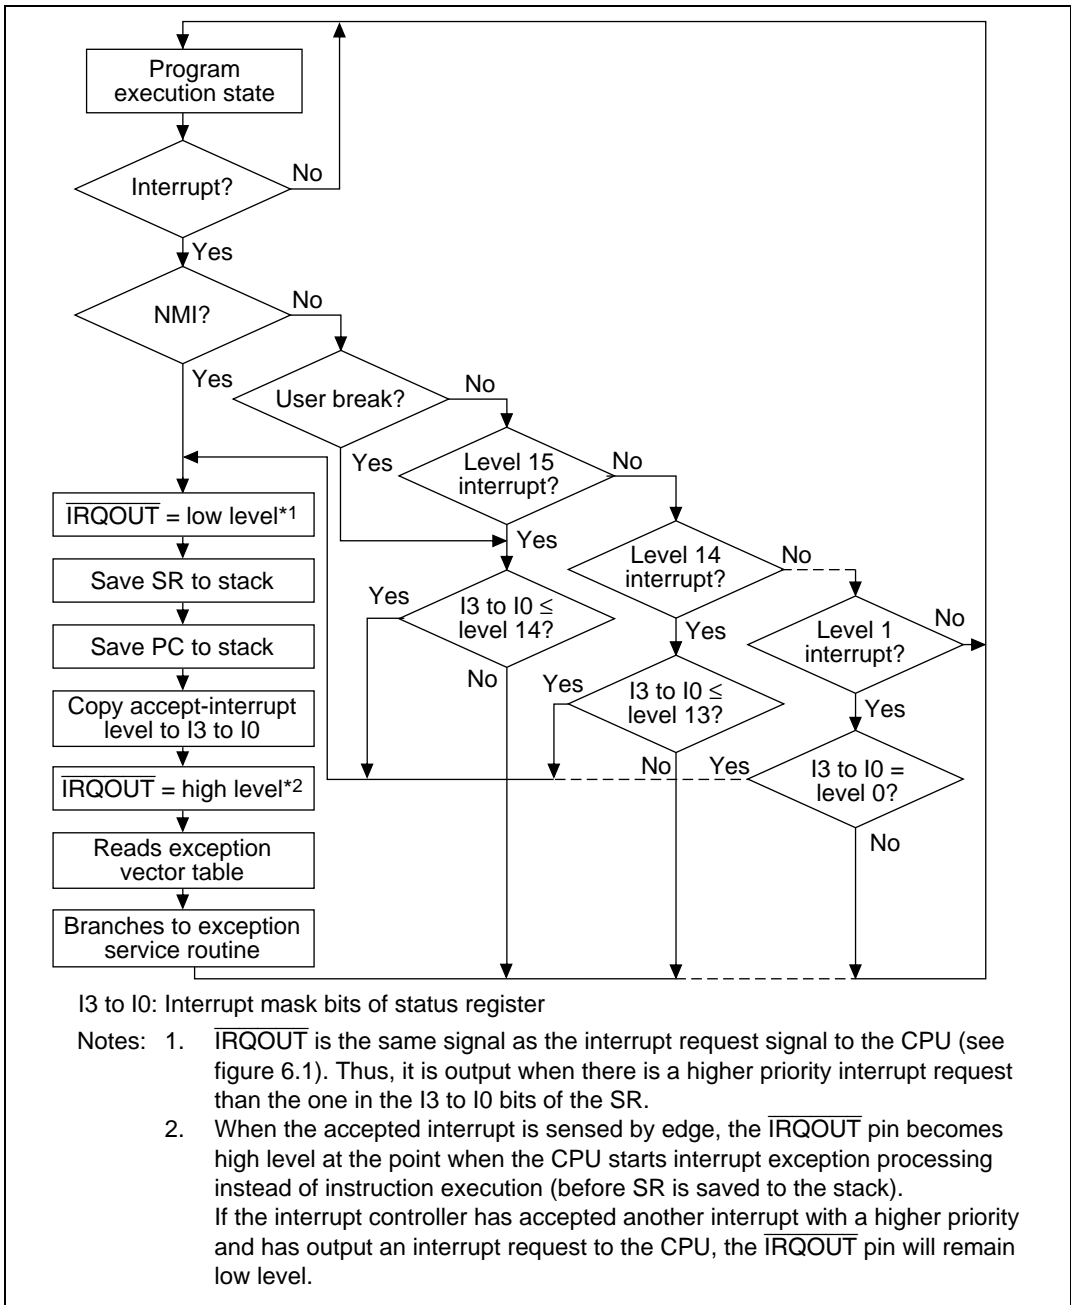 Program
execution state
Interrupt?
No
Yes
NMI?
No
Yes
User break?
No
Yes
Level 15
interrupt?
No
Yes
Level 14
interrupt?
No
Yes
Level 1
interrupt?
No
Yes
I3 to I0 ≤
level 14?
Yes
No
I3 to I0 ≤
level 13?
Yes
No
I3 to I0 =
level 0?
Yes
No
IRQOUT = low level*1
Save SR to stack
Save PC to stack
Copy accept-interrupt
level to I3 to I0
IRQOUT = high level*2
Reads exception
vector table
Branches to exception
service routine
I3 to I0: Interrupt mask bits of status register
Notes: 1. IRQOUT is the same signal as the interrupt request signal to the CPU (see
figure 6.1). Thus, it is output when there is a higher priority interrupt request
than the one in the I3 to I0 bits of the SR.
2. When the accepted interrupt is sensed by edge, the IRQOUT pin becomes
high level at the point when the CPU starts interrupt exception processing
instead of instruction execution (before SR is saved to the stack).
If the interrupt controller has accepted another interrupt with a higher priority
and has output an interrupt request to the CPU, the IRQOUT pin will remain
low level.